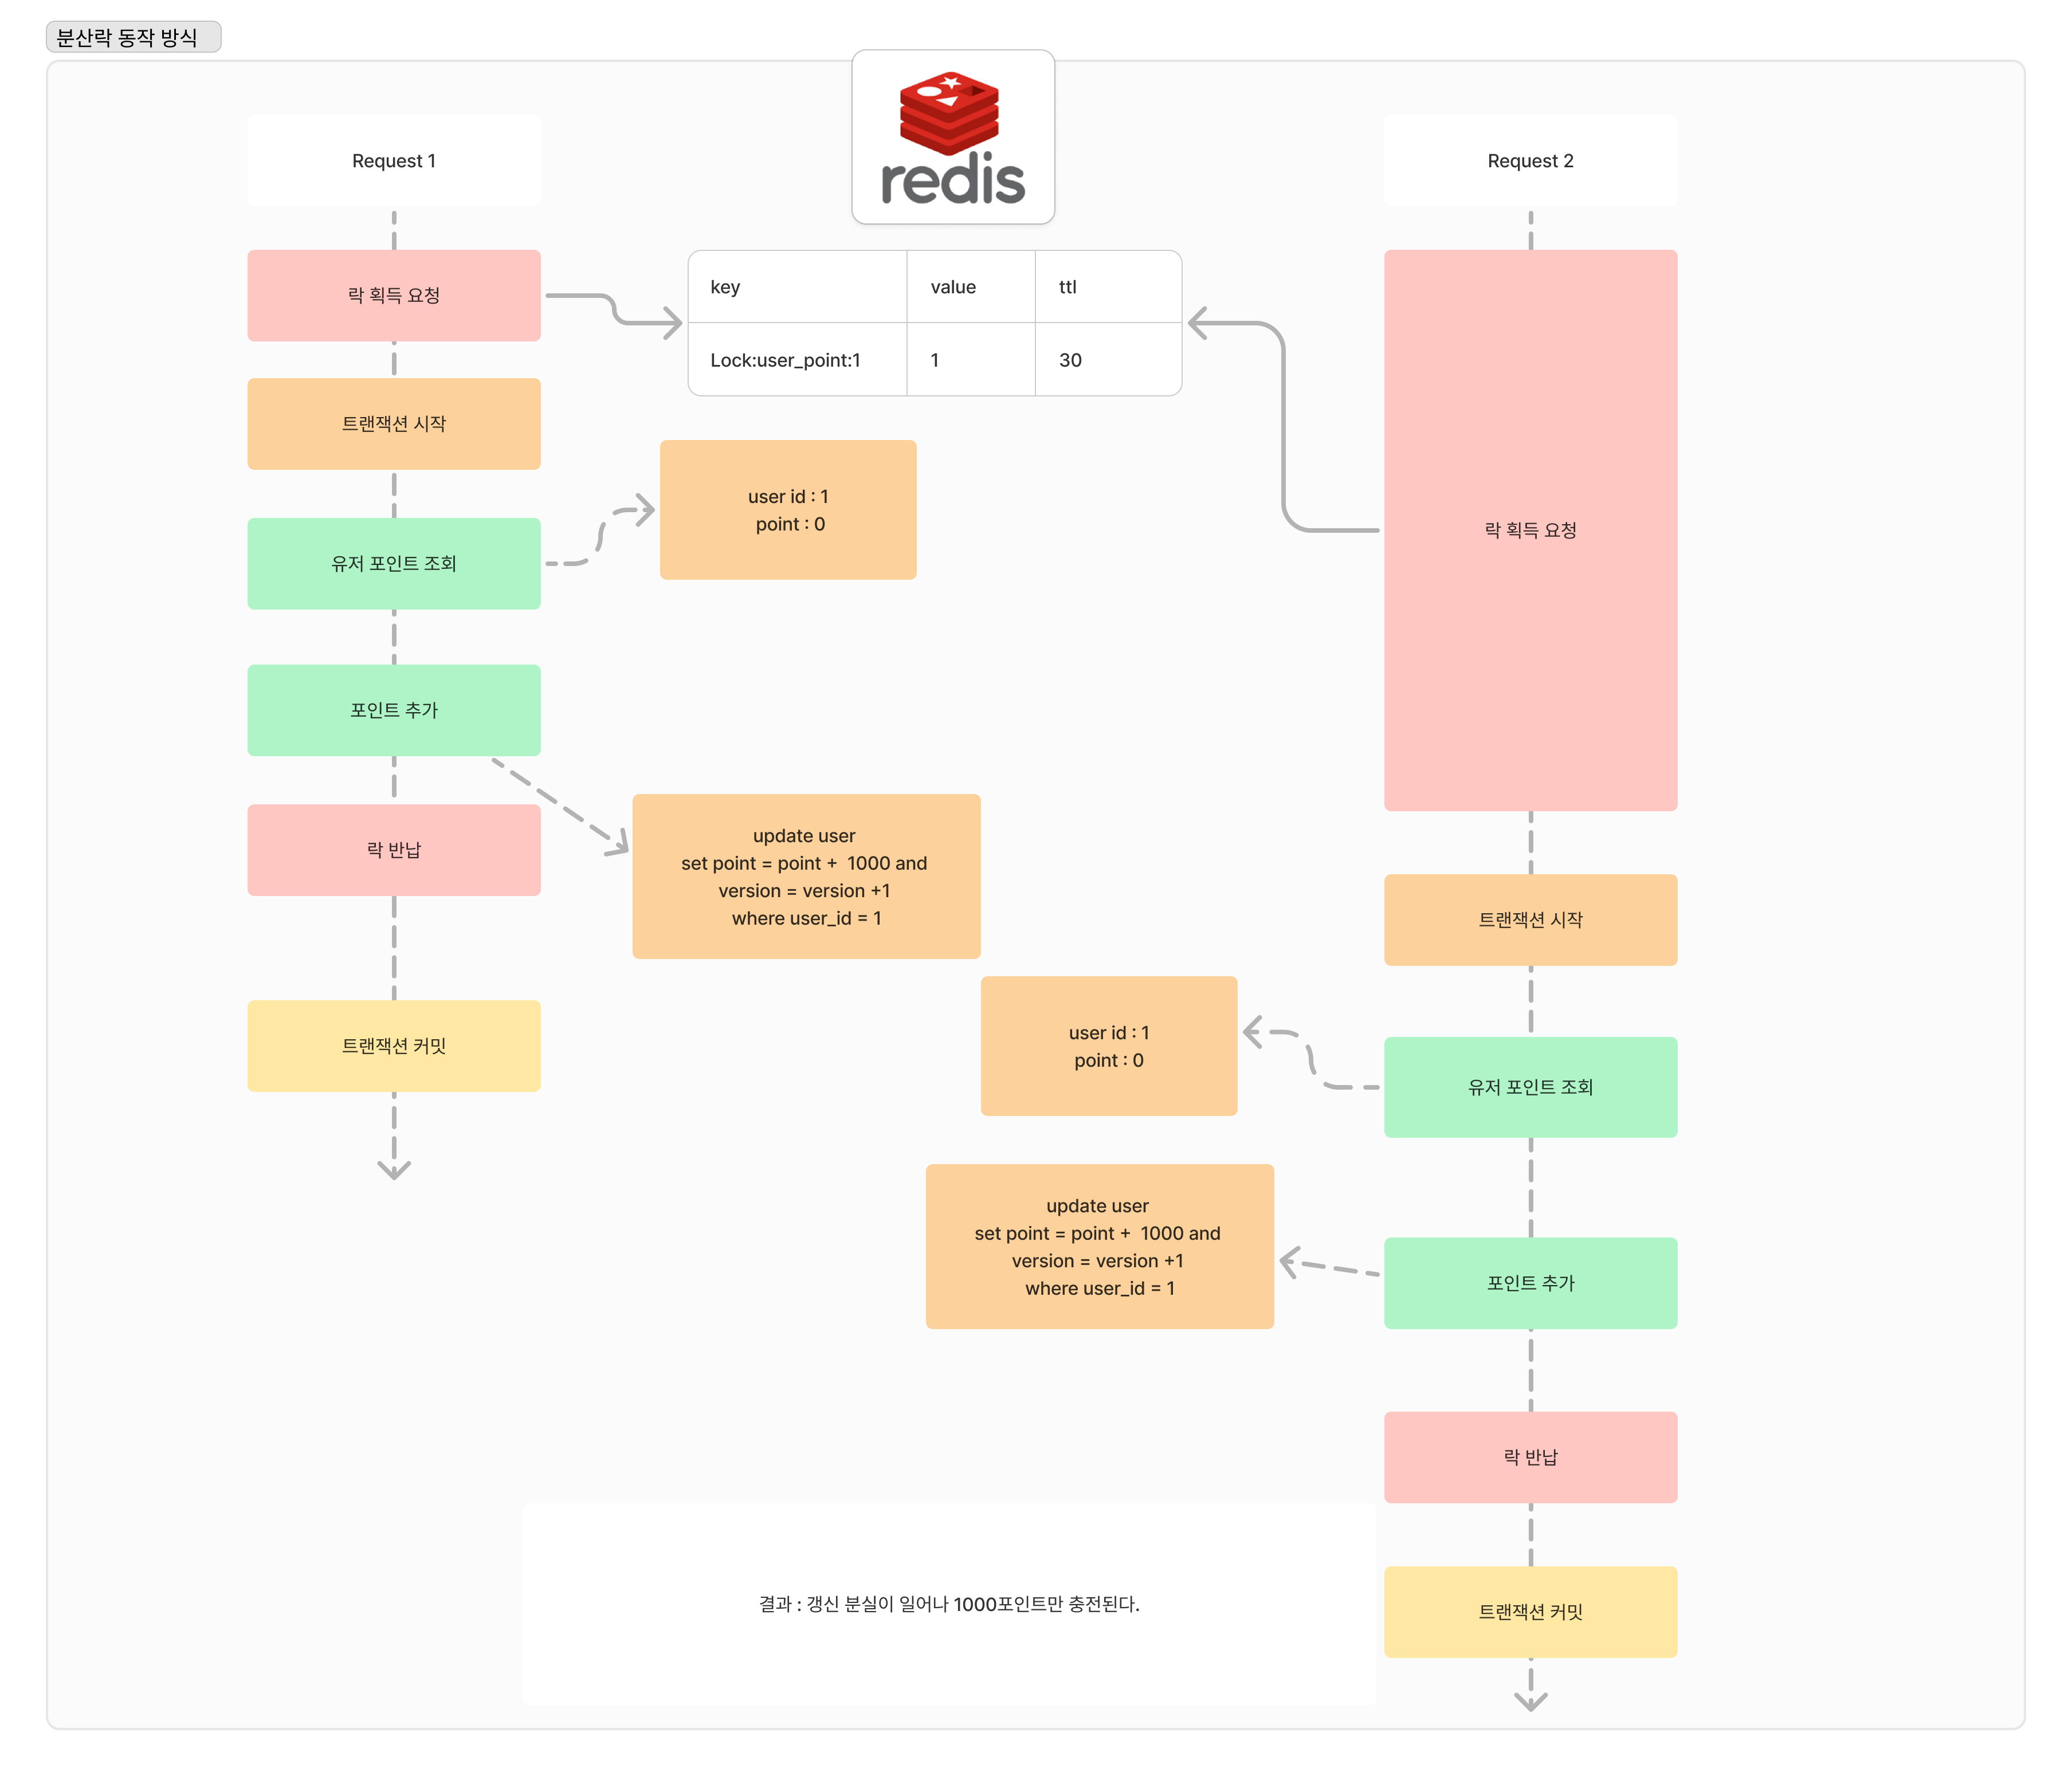 분산락 동작 방식
redis
Request 1
Request 2
락 획득 요청
key value ttl
Lock:user_point:1 1 30
트랜잭션 시작
user id : 1
point : 0
락 획득 요청
유저 포인트 조회
포인트 추가
update user
set point = point + 1000 and
version = version +1
where user_id = 1
락 반납
트랜잭션 시작
트랜잭션 커밋
user id : 1
point : 0
유저 포인트 조회
update user
set point = point + 1000 and
version = version +1
where user_id = 1
포인트 추가
락 반납
결과 : 갱신 분실이 일어나 1000포인트만 충전된다.
트랜잭션 커밋